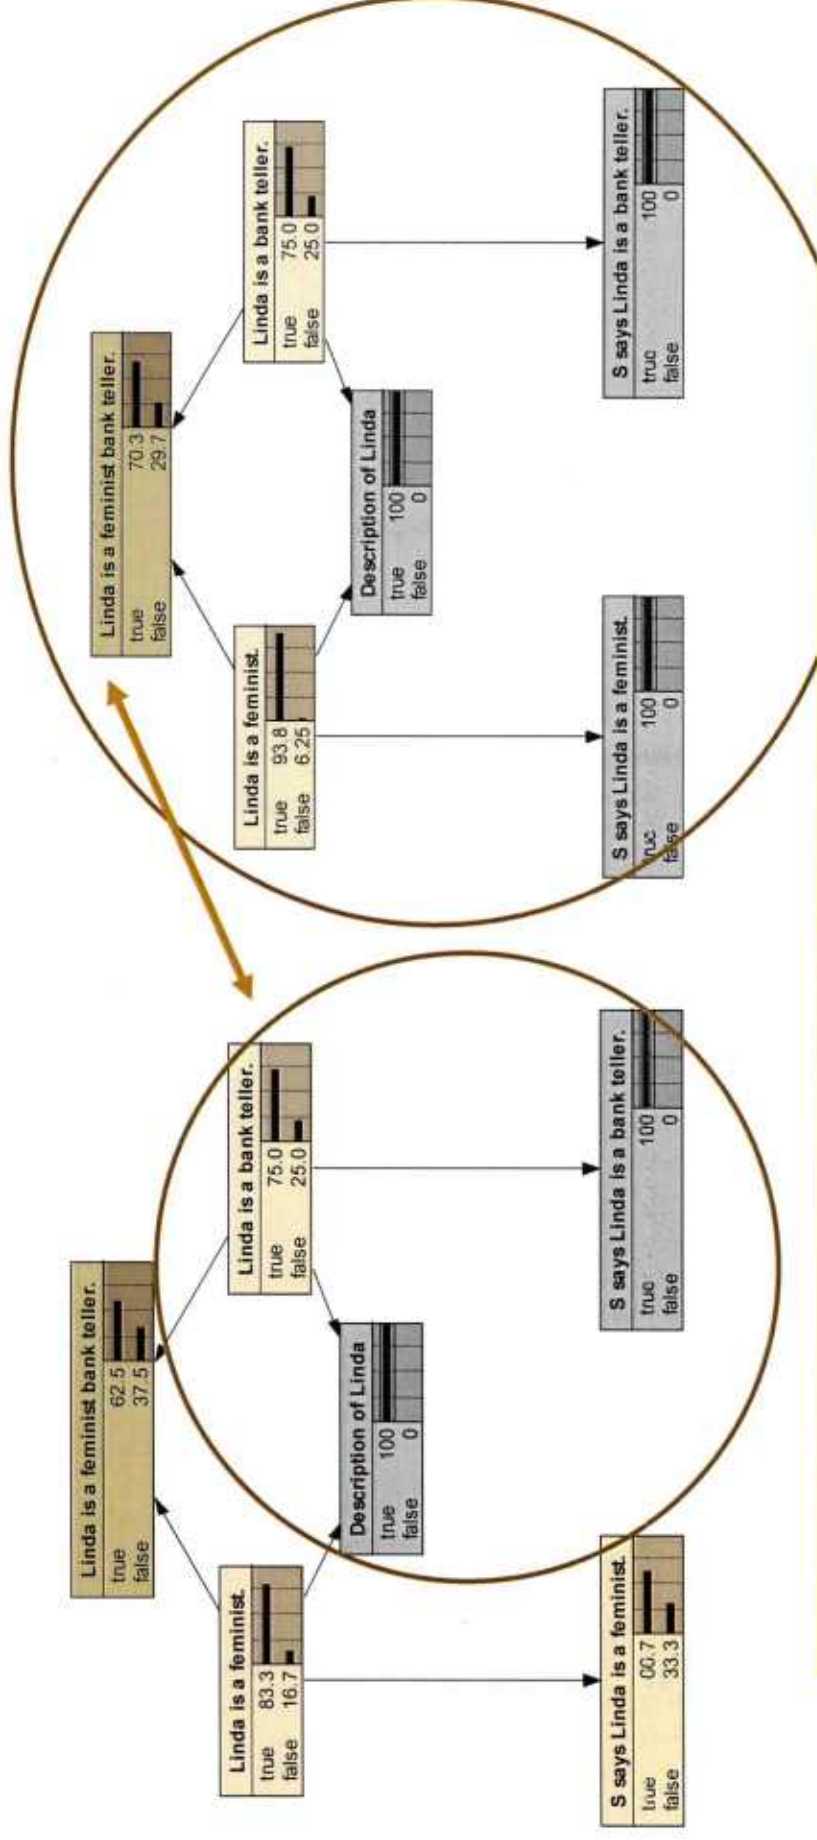 Linda is a feminist bank teller.
true 62.5
false 37.5
Linda is a feminist.
true 83.3
false 16.7
Linda is a bank teller.
true 75.0
false 25.0
Description of Linda
true 100
false 0
S says Linda is a feminist.
true 00.7
false 33.3
S says Linda is a bank teller.
true 100
false 0
Linda is a feminist bank teller.
true 70.3
false 29.7
Linda is a feminist.
true 93.8
false 6.25
Linda is a bank teller.
true 75.0
false 25.0
Description of Linda
true 100
false 0
S says Linda is a feminist.
truc 100
false 0
S says Linda is a bank teller.
truc 100
false 0